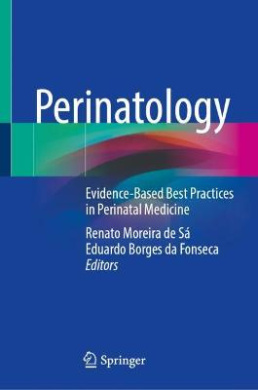 Perinatology
Evidence-Based Best Practices
in Perinatal Medicine
Renato Moreira de Sá
Eduardo Borges da Fonseca
Editors
Springer